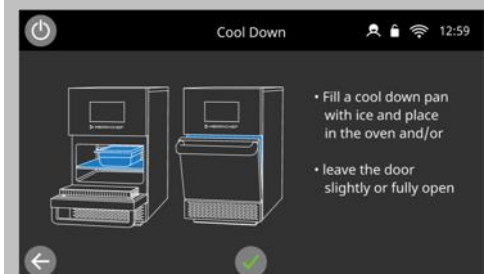 Cool Down
12:59
• Fill a cool down pan
with ice and place
in the oven and/or
• leave the door
slightly or fully open